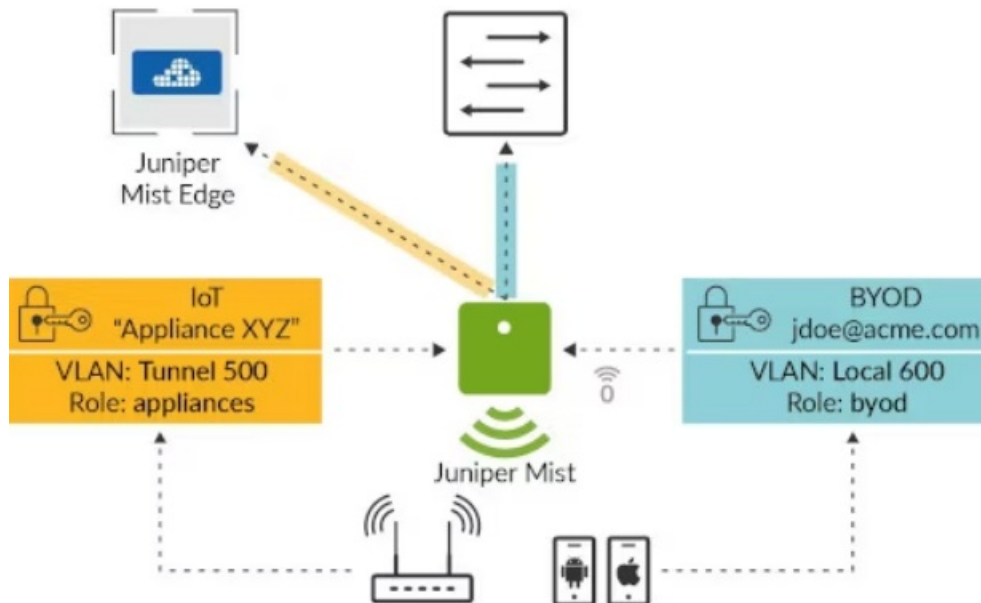 Juniper
Mist Edge
IoT
“Appliance XYZ”
VLAN: Tunnel 500
Role: appliances
BYOD
jdoe@acme.com
VLAN: Local 600
Role: byod
0
Juniper Mist